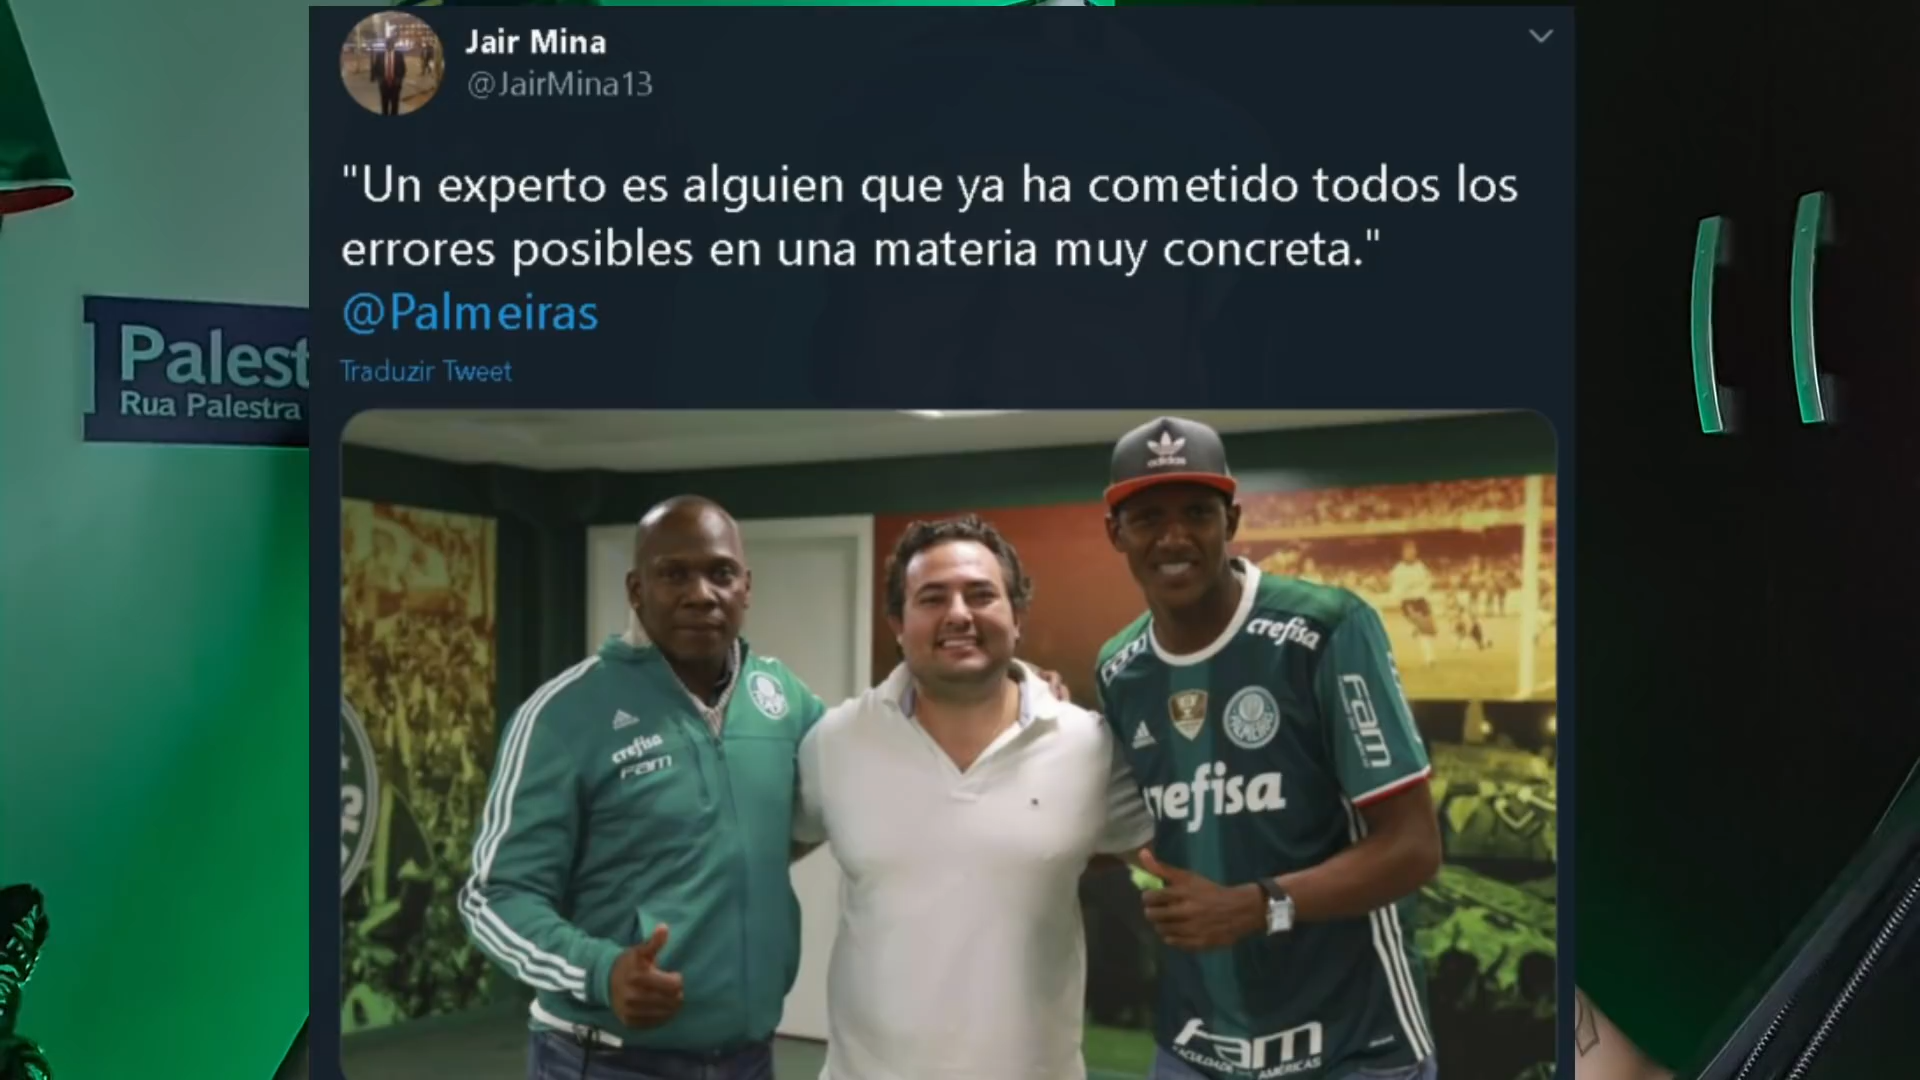 Jair Mina
@JairMina13
"Un experto es alguien que ya ha cometido todos los
errores posibles en una materia muy concreta."
@Palmeiras
Traduzir Tweet
Palest
Rua Palestra
adidas
crefisa
Fam
crefisa
Fam
Fam
crefisa
Fam